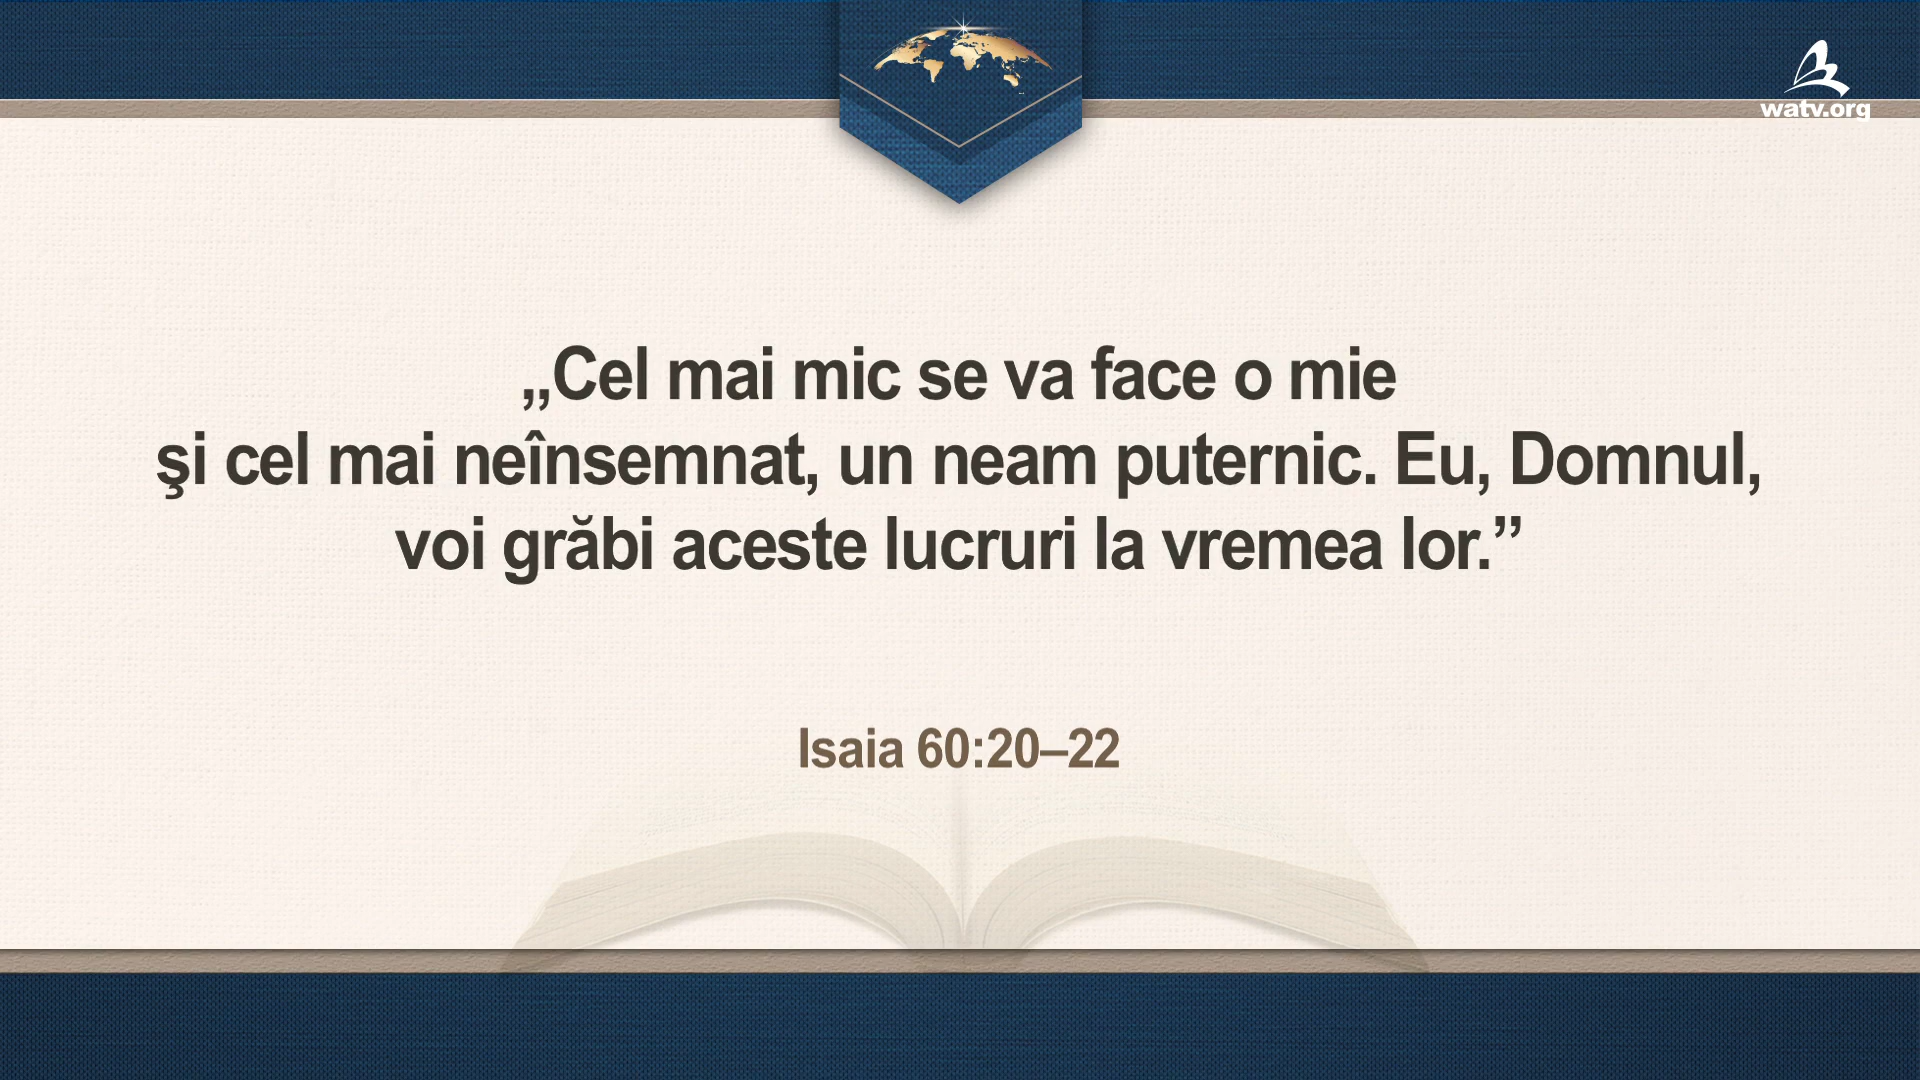 watv.org
„Cel mai mic se va face o mie
şi cel mai neînsemnat, un neam puternic. Eu, Domnul,
voi grăbi aceste lucruri la vremea lor.”
Isaia 60:20–22